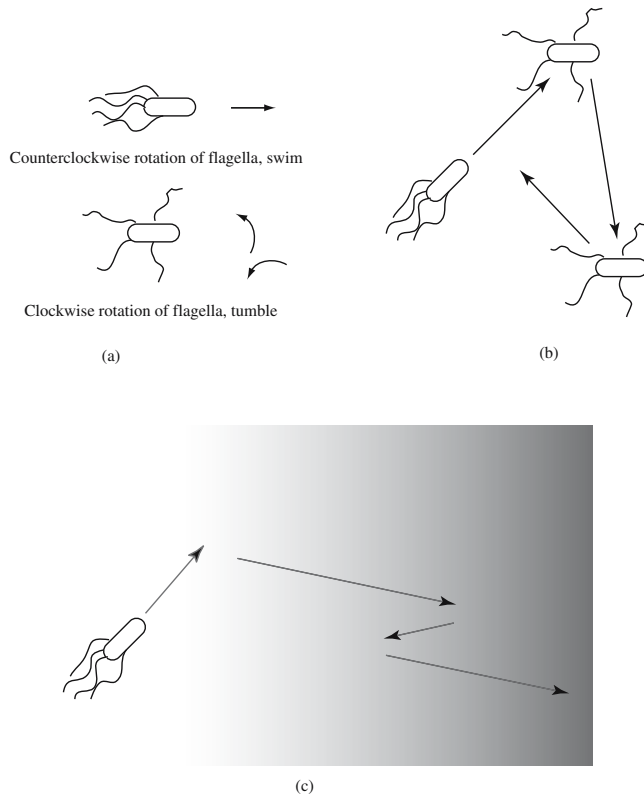 Counterclockwise rotation of flagella, swim
Clockwise rotation of flagella, tumble
(a)
(b)
(c)